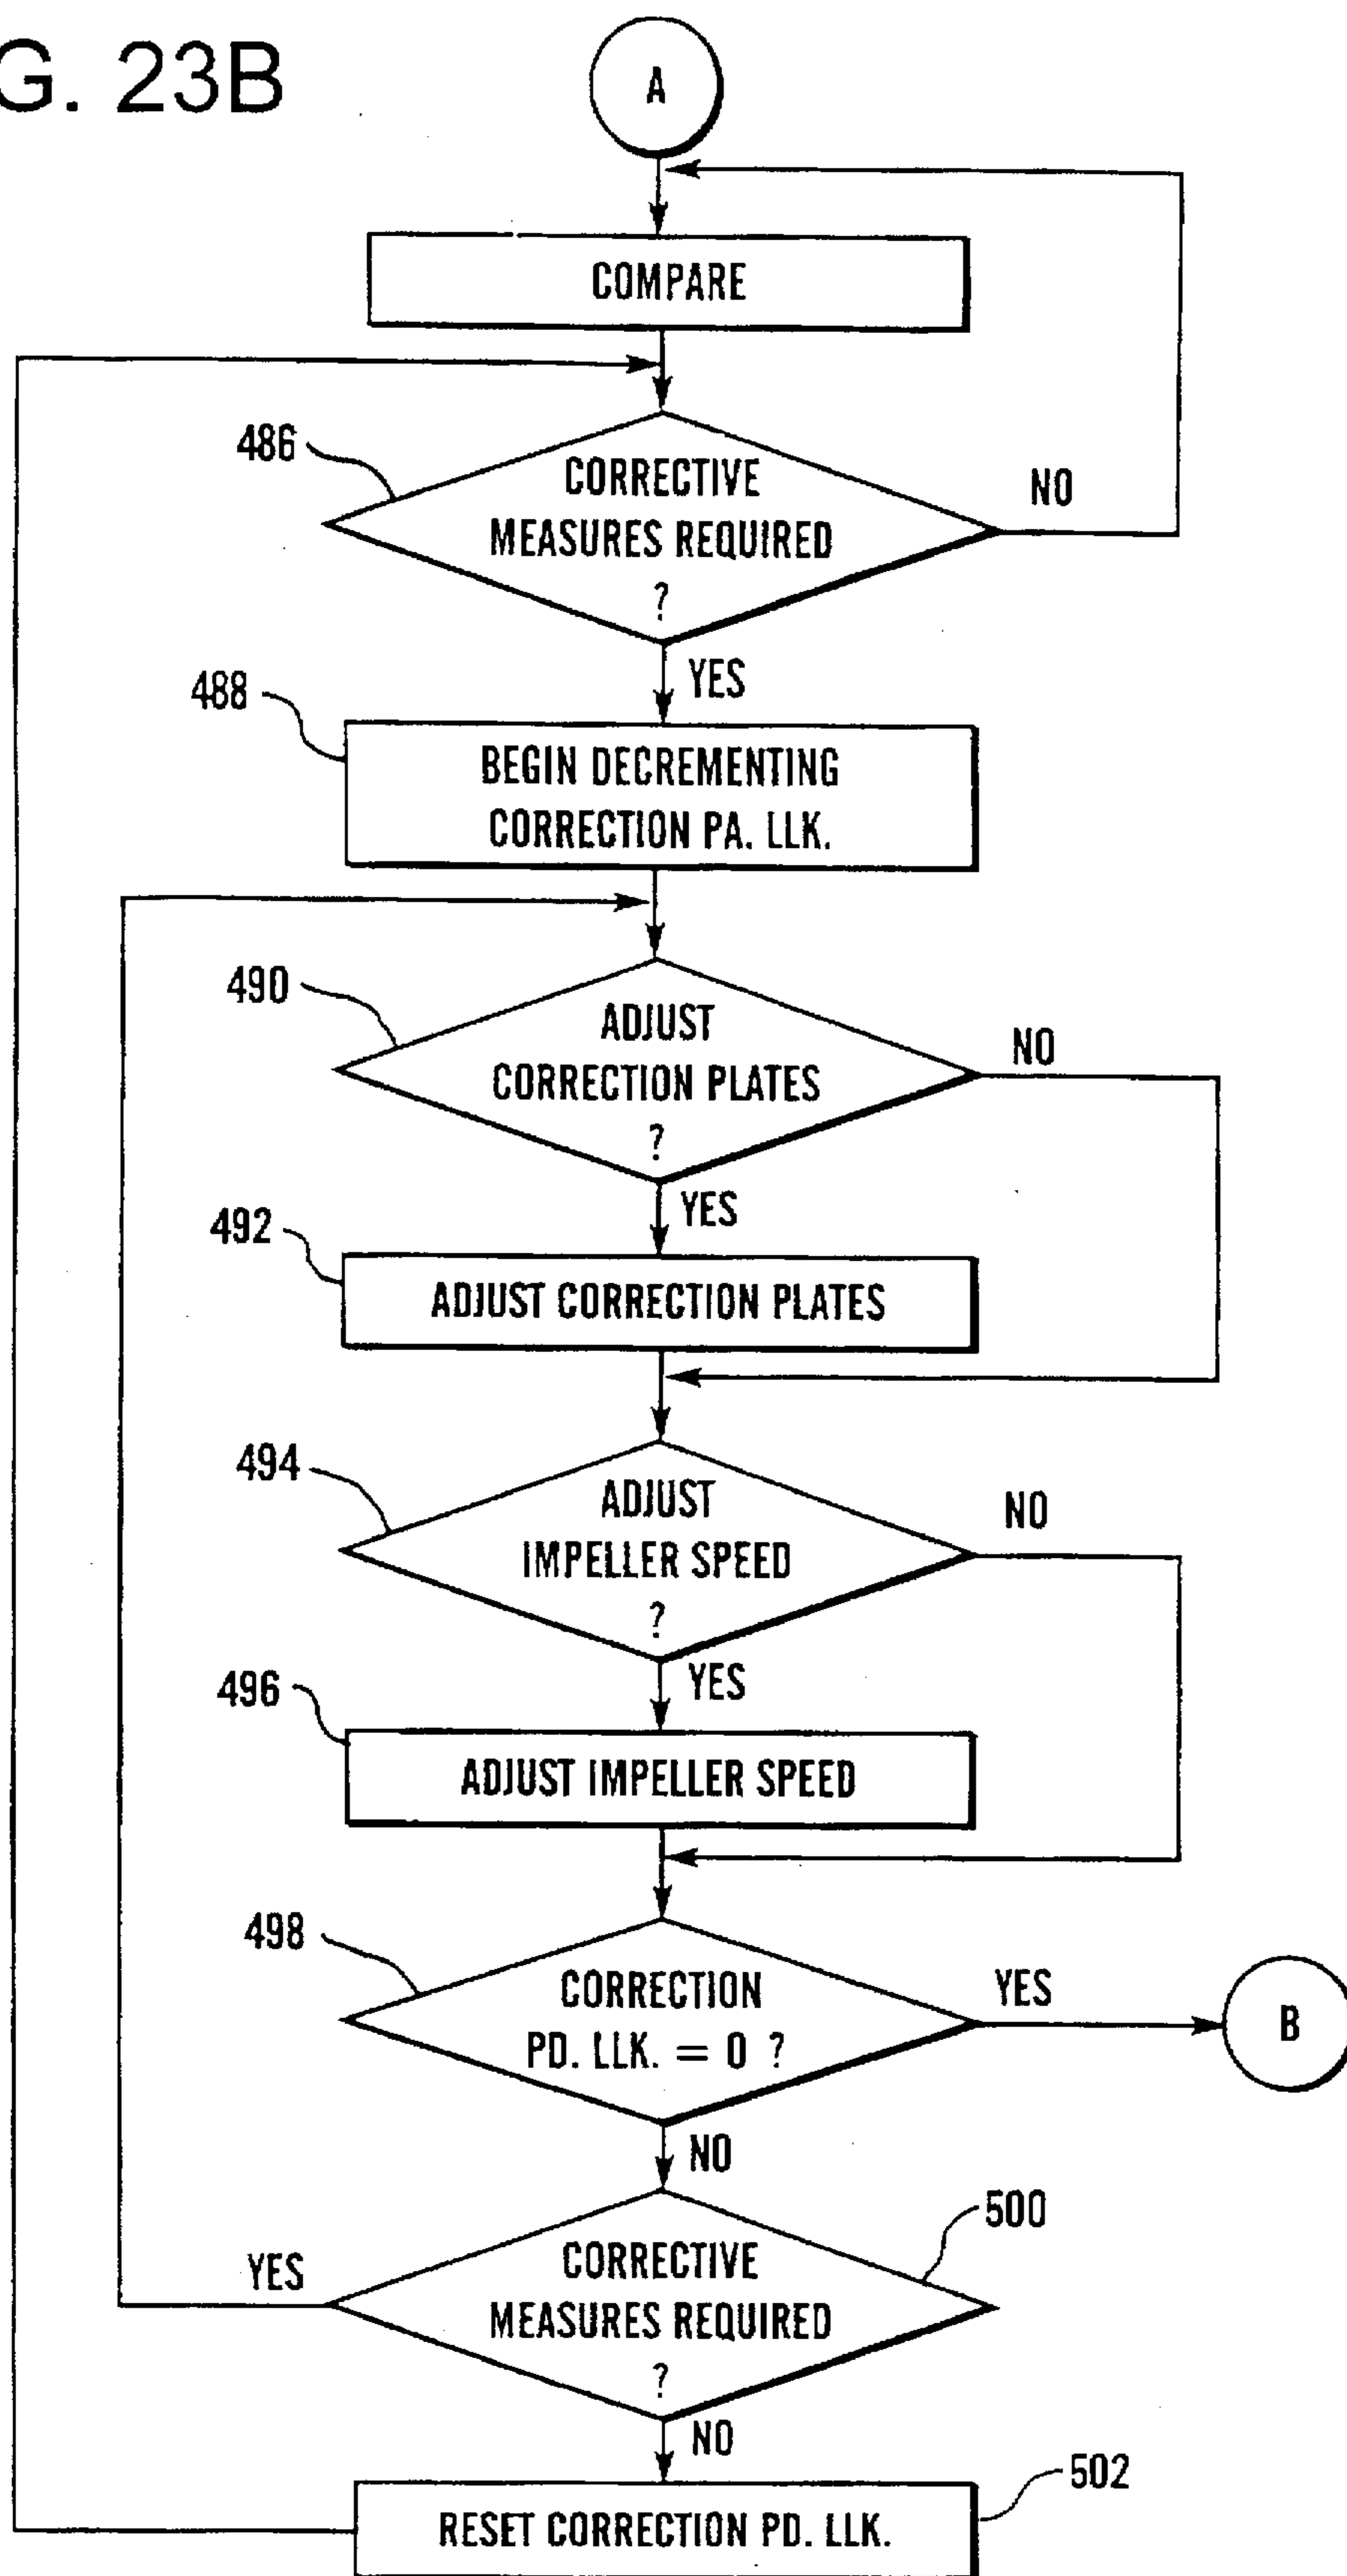 G. 23B
A
COMPARE
486
CORRECTIVE
MEASURES REQUIRED
?
NO
YES
488
BEGIN DECREMENTING
CORRECTION PA. LLK.
490
ADJUST
CORRECTION PLATES
?
NO
YES
492
ADJUST CORRECTION PLATES
494
ADJUST
IMPELLER SPEED
?
NO
YES
496
ADJUST IMPELLER SPEED
498
CORRECTION
PD. LLK. = 0 ?
YES
B
NO
500
CORRECTIVE
MEASURES REQUIRED
?
YES
NO
502
RESET CORRECTION PD. LLK.